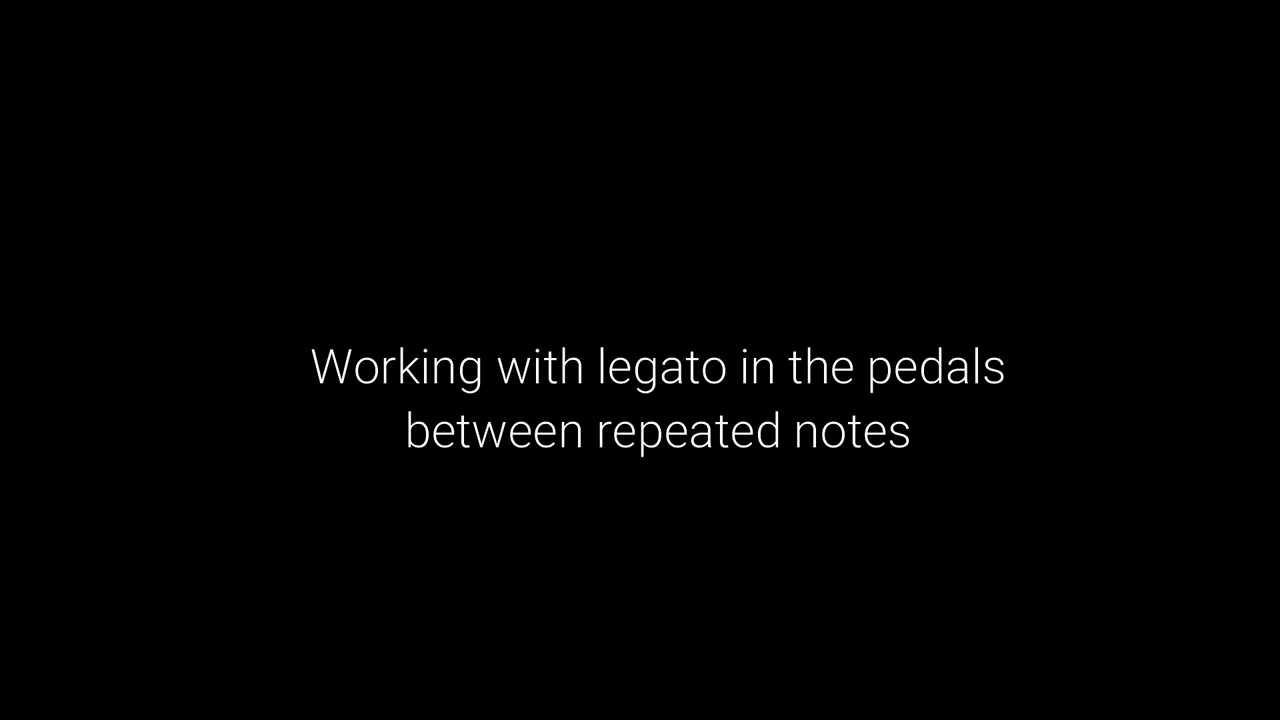 Working with legato in the pedals
between repeated notes